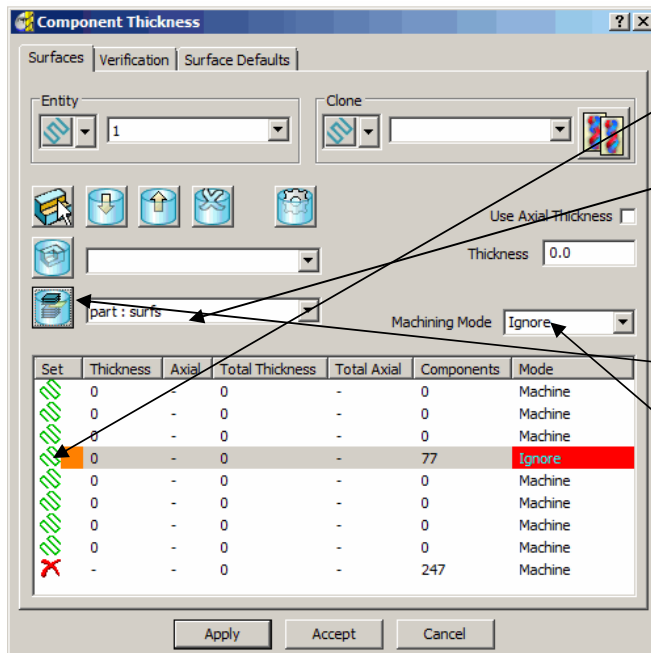 Component Thickness
Surfaces Verification Surface Defaults
Entity Clone
1
Use Axial Thickness
Thickness 0.0
part : surfs
Machining Mode Ignore
Set Thickness Axial Total Thickness Total Axial Components Mode
0 - 0 - 0 Machine
0 - 0 - 0 Machine
0 - 0 - 0 Machine
0 - 0 - 77 Ignore
0 - 0 - 0 Machine
0 - 0 - 0 Machine
0 - 0 - 0 Machine
0 - 0 - 0 Machine
- - 0 - 247 Machine
Apply Accept Cancel